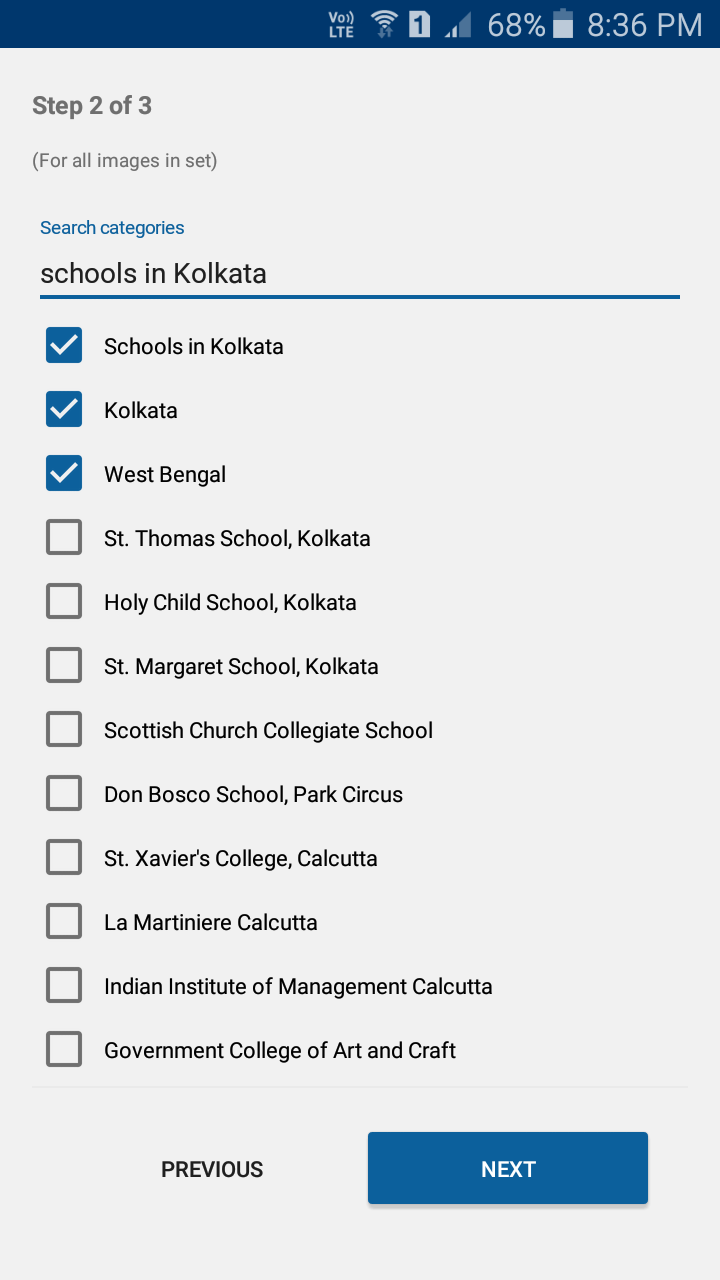 Vo)) LTE 1 68% 8:36 PM
Step 2 of 3
(For all images in set)
Search categories
schools in Kolkata
Schools in Kolkata
Kolkata
West Bengal
St. Thomas School, Kolkata
Holy Child School, Kolkata
St. Margaret School, Kolkata
Scottish Church Collegiate School
Don Bosco School, Park Circus
St. Xavier's College, Calcutta
La Martiniere Calcutta
Indian Institute of Management Calcutta
Government College of Art and Craft
PREVIOUS NEXT